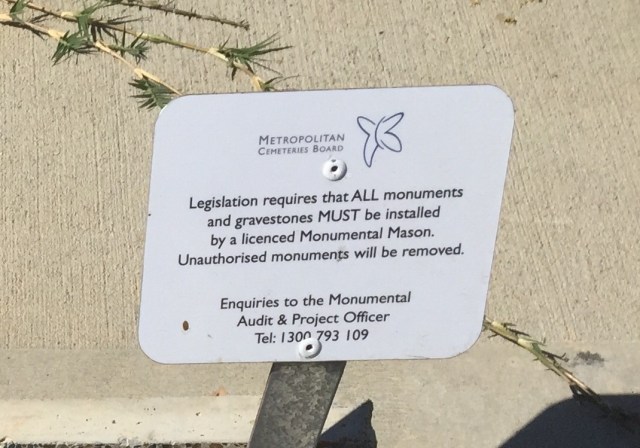 METROPOLITAN
CEMETERIES BOARD
Legislation requires that ALL monuments
and gravestones MUST be installed
by a licenced Monumental Mason.
Unauthorised monuments will be removed.
Enquiries to the Monumental
Audit & Project Officer
Tel: 1300 793 109